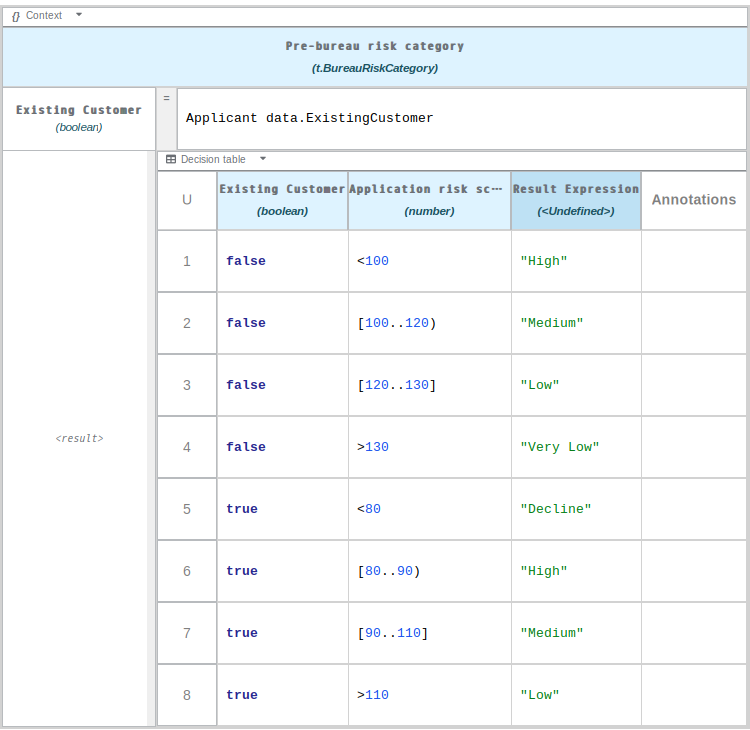 {} Context
Pre-bureau risk category
(t.BureauRiskCategory)
Existing Customer
(boolean)
=
Applicant data.ExistingCustomer
Decision table
U
Existing Customer
(boolean)
Application risk sc⋯
(number)
Result Expression
(<Undefined>)
Annotations
1 false <100 "High"
2 false [100..120) "Medium"
3 false [120..130] "Low"
<result>
4 false >130 "Very Low"
5 true <80 "Decline"
6 true [80..90) "High"
7 true [90..110] "Medium"
8 true >110 "Low"